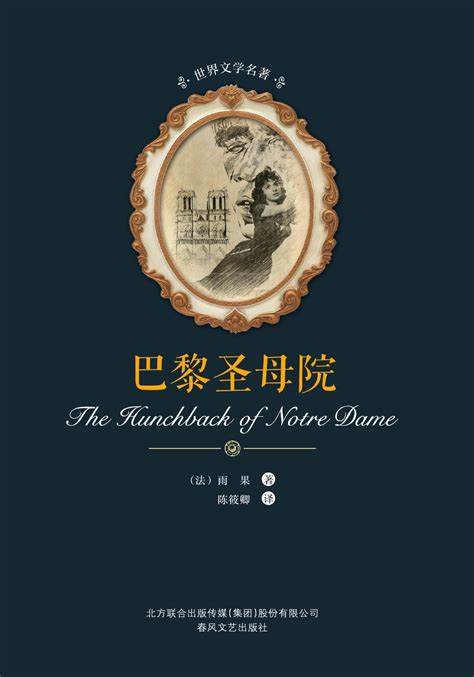 世界文学名著
巴黎圣母院
The Hunchback of Notre Dame
（法）雨 果 著
陈筱卿 译
北方联合出版传媒(集团)股份有限公司
春风文艺出版社